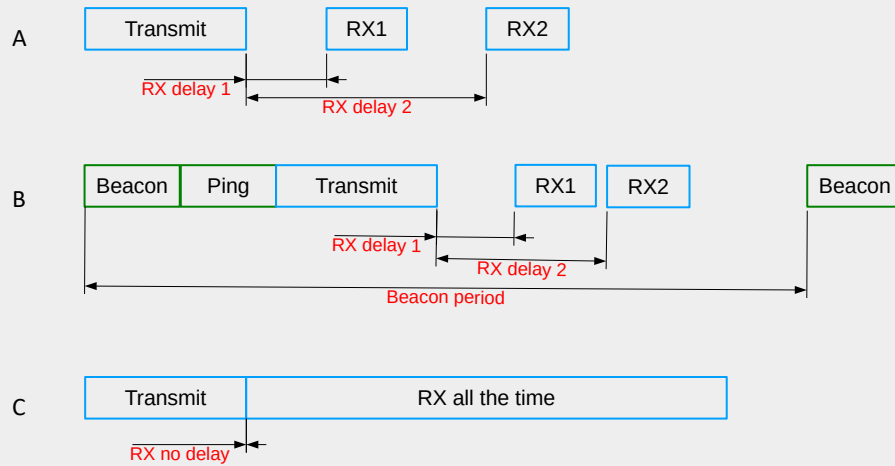 A
Transmit
RX1
RX2
RX delay 1
RX delay 2
B
Beacon
Ping
Transmit
RX1
RX2
Beacon
RX delay 1
RX delay 2
Beacon period
C
Transmit
RX all the time
RX no delay